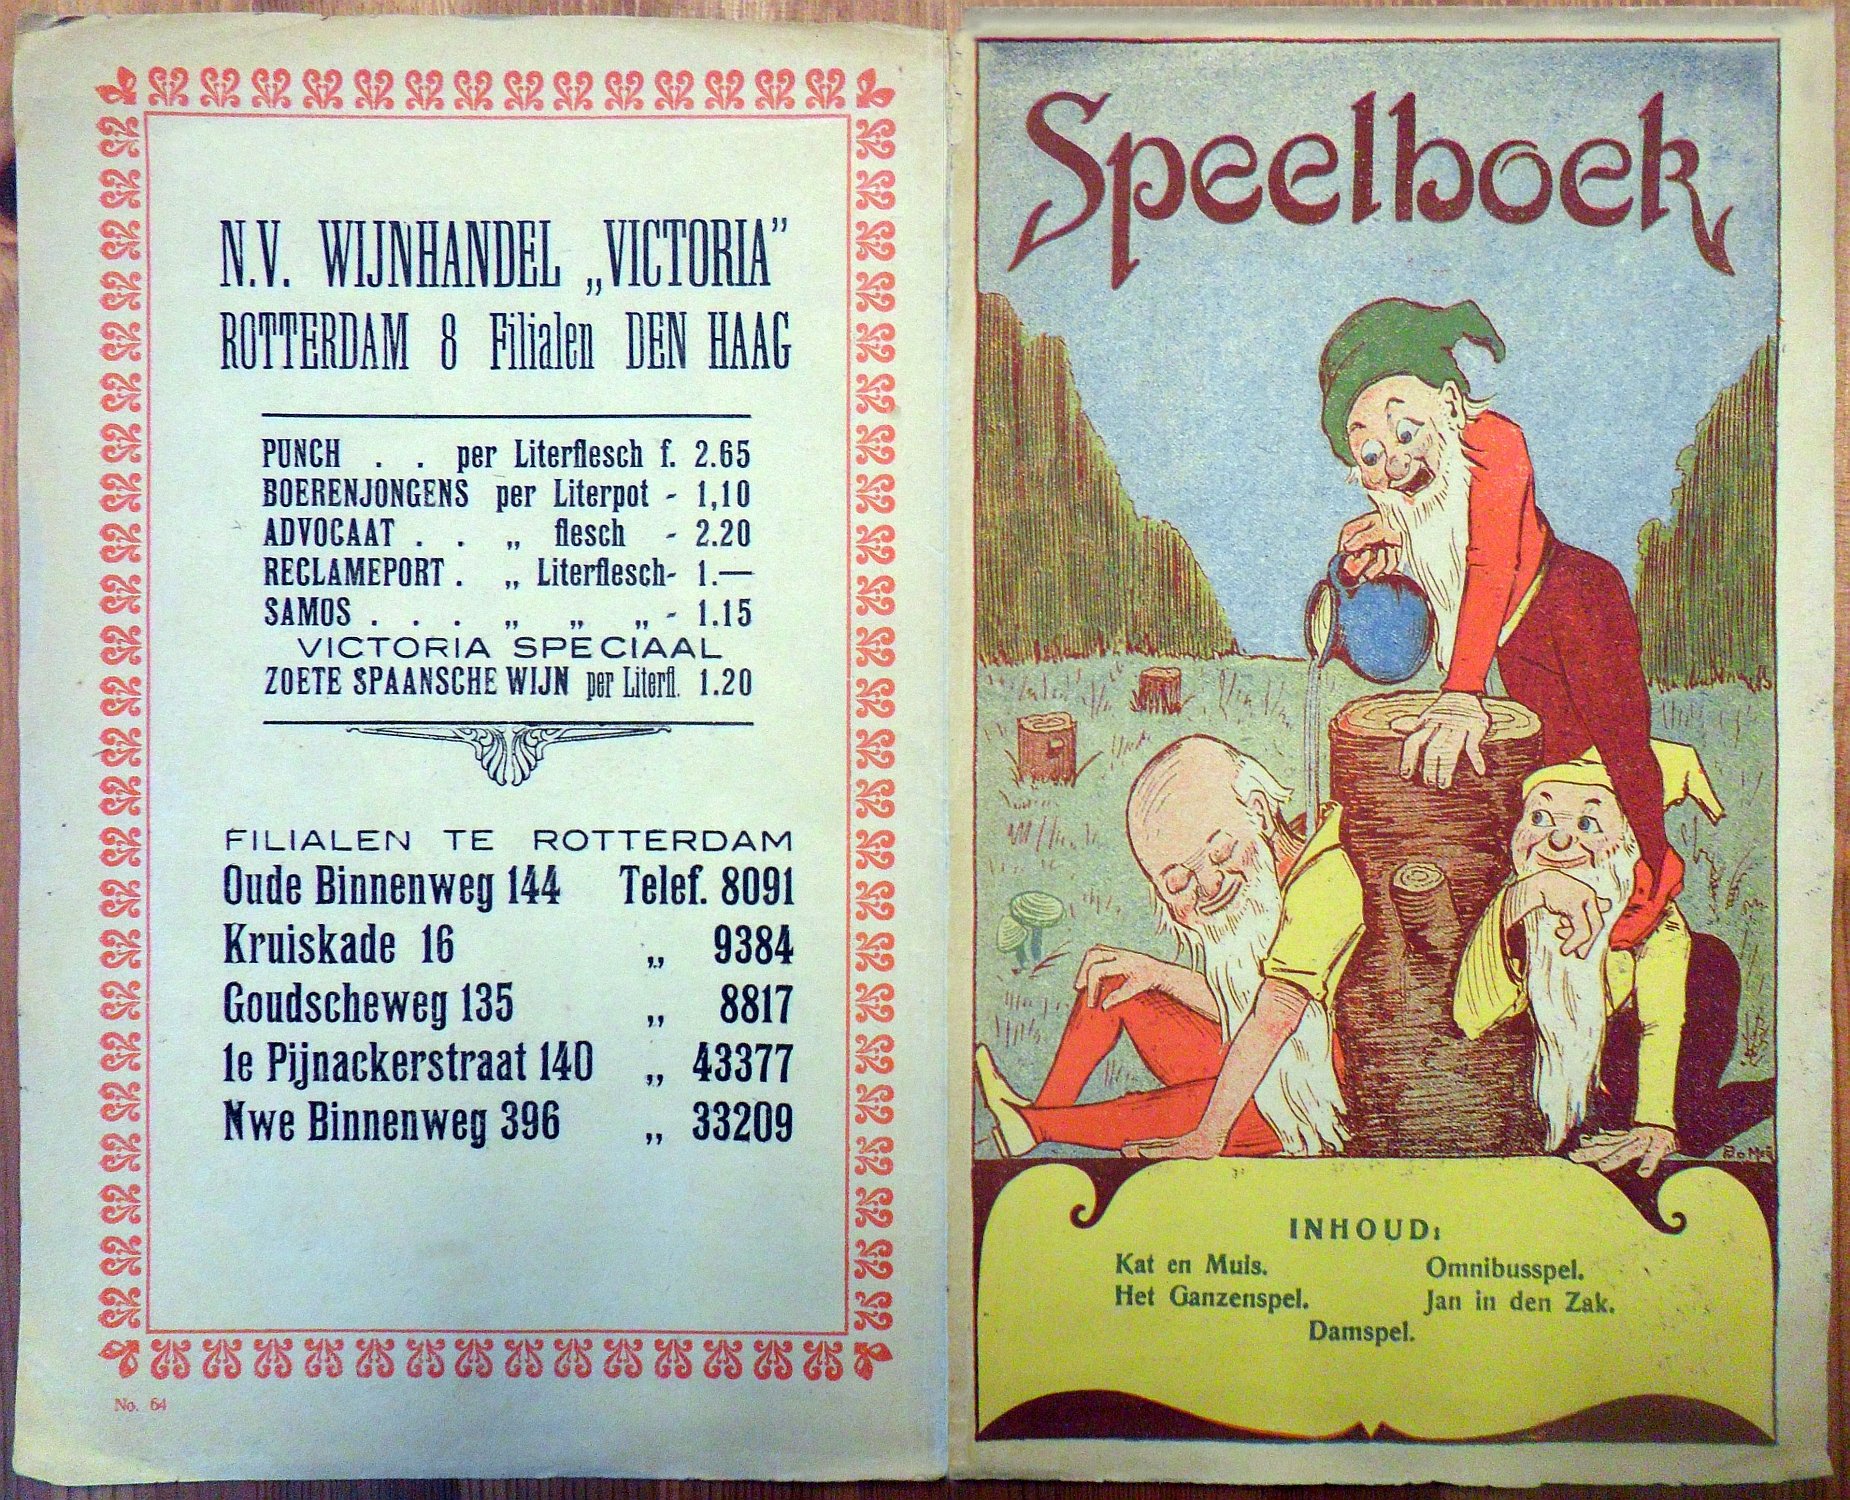 N.V. WIJNHANDEL „VICTORIA”
ROTTERDAM 8 Filialen DEN HAAG
PUNCH . . per Literflesch f. 2.65
BOERENJONGENS per Literpot - 1,10
ADVOCAAT . . „ flesch - 2.20
RECLAMEPORT . „ Literflesch - 1.—
SAMOS . . . „ „ „ - 1.15
VICTORIA SPECIAAL
ZOETE SPAANSCHE WIJN per Literfl. 1.20
FILIALEN TE ROTTERDAM
Oude Binnenweg 144 Telef. 8091
Kruiskade 16 „ 9384
Goudscheweg 135 „ 8817
1e Pijnackerstraat 140 „ 43377
Nwe Binnenweg 396 „ 33209
No. 64
Speelboek
INHOUD:
Kat en Muis. Omnibusspel.
Het Ganzenspel. Jan in den Zak.
Damspel.